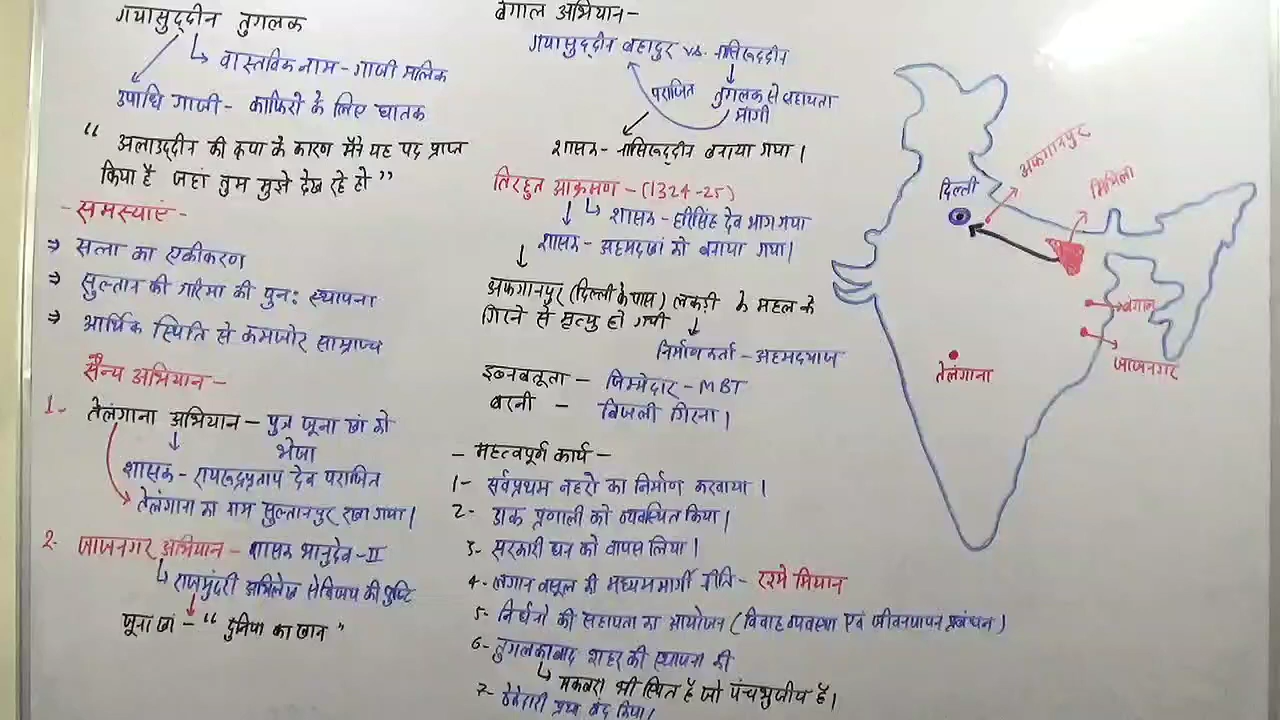 गयासुद्दीन तुगलक
↳ वास्तविक नाम - गाजी मलिक
उपाधि गाजी - काफिरों के लिए घातक
“ अलाउद्दीन की कृपा के कारण मैंने यह पद प्राप्त
किया है जहां तुम मुझे देख रहे हो ”
- समस्याएं -
⇒ सत्ता का एकीकरण
⇒ सुल्तान की गरिमा की पुनः स्थापना
⇒ आर्थिक स्थिति से कमजोर साम्राज्य
सैन्य अभियान -
1- तेलंगाना अभियान - पुत्र जूना खां को
भेजा
शासक - रायरूद्रप्रताप देव पराजित
तेलंगाना का नाम सुल्तानपुर रखा गया।
2- जाजनगर अभियान - शासक भानुदेव - II
↳ राजमुंदरी अभिलेख से विजय की पुष्टि
जूना खां - “ दुनिया का खान ”
बंगाल अभियान -
गयासुद्दीन बहादुर vs. नासिरूद्दीन
पराजित तुगलक से सहायता
मांगी
शासक - नासिरूद्दीन बनाया गया।
तिरहुत आक्रमण - (1324-25)
↳ शासक - हरिसिंह देव भाग गया
शासक - अहमदखां को बनाया गया।
अफगानपुर (दिल्ली के पास) लकड़ी के महल के
गिरने से मृत्यु हो गयी
निर्माणकर्ता - अहमदयाज
इब्नबतूता - जिम्मेदार - MBT
बरनी - बिजली गिरना।
- महत्वपूर्ण कार्य -
1- सर्वप्रथम नहरों का निर्माण करवाया।
2- डाक प्रणाली को व्यवस्थित किया।
3- सरकारी धन को वापस लिया।
4- लगान वसूल की मध्यममार्गी नीति - रस्मे मियान
5- निर्धनों की सहायता का आयोजन (विवाह व्यवस्था एवं जीवनयापन प्रबंधन)
6- तुगलकाबाद शहर की स्थापना की
↳ मकबरा भी स्थित है जो पंचभुजीय है।
7- ठेकेदारी प्रथा बंद किया।
अफगानपुर
मिथिला
दिल्ली
बंगाल
जाजनगर
तेलंगाना